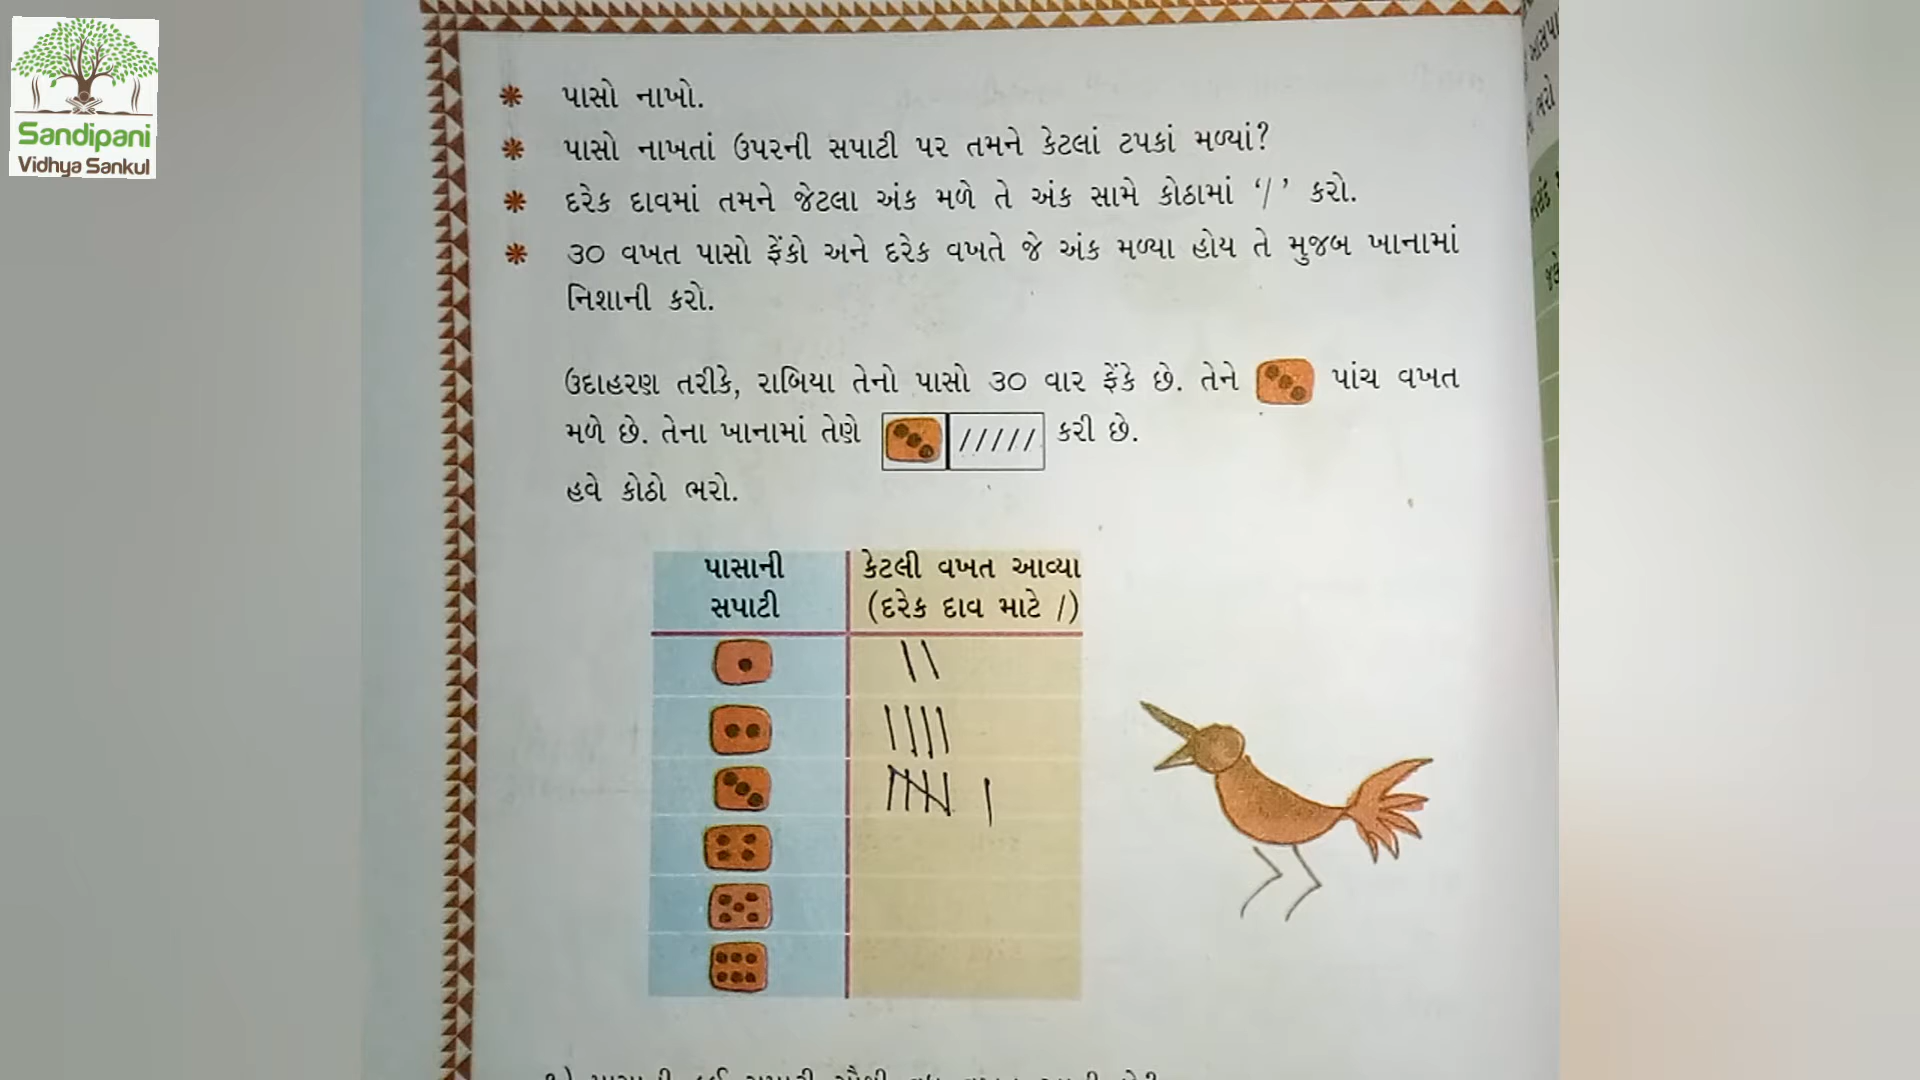 Sandipani
Vidhya Sankul
પાસો નાખો.
પાસો નાખતાં ઉપરની સપાટી પર તમને કેટલાં ટપકાં મળ્યાં?
દરેક દાવમાં તમને જેટલા અંક મળે તે અંક સામે કોઠામાં ‘/’ કરો.
૩૦ વખત પાસો ફેંકો અને દરેક વખતે જે અંક મળ્યા હોય તે મુજબ ખાનામાં
નિશાની કરો.
ઉદાહરણ તરીકે, રાબિયા તેનો પાસો ૩૦ વાર ફેંકે છે. તેને પાંચ વખત
મળે છે. તેના ખાનામાં તેણે ///// કરી છે.
હવે કોઠો ભરો.
પાસાની
સપાટી
કેટલી વખત આવ્યા
(દરેક દાવ માટે /)